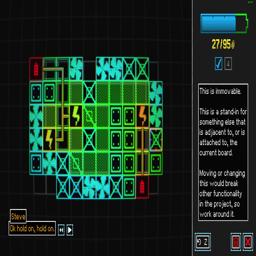 27/95
This is immovable.
This is a stand-in for
something else that
is adjacent to, or is
attached to, the
current board.
Moving or changing
this would break
other functionality
in the project, so
work around it.
Steve
Ok hold on, hold on.
Z